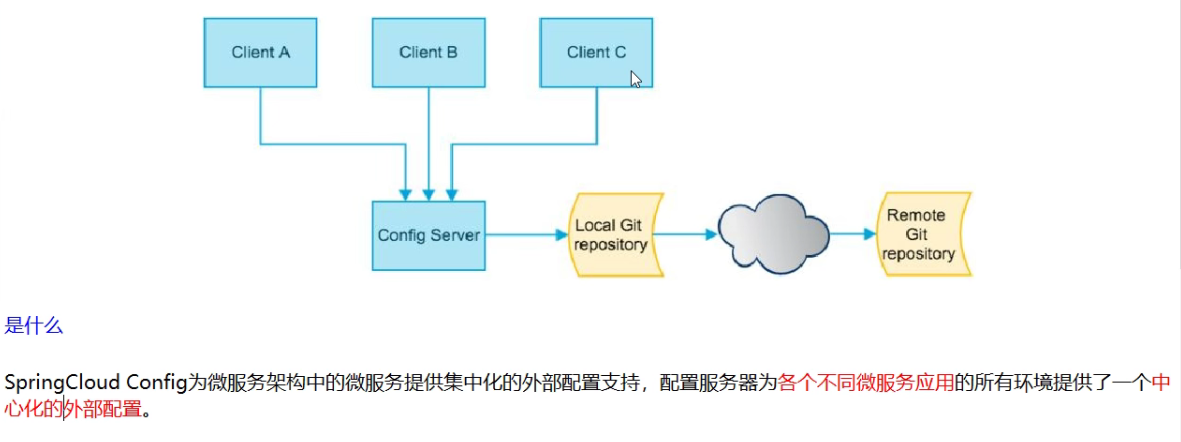 Client A
Client B
Client C
Config Server
Local Git
repository
Remote
Git
repository
是什么
SpringCloud Config为微服务架构中的微服务提供集中化的外部配置支持，配置服务器为各个不同微服务应用的所有环境提供了一个中
心化的外部配置。